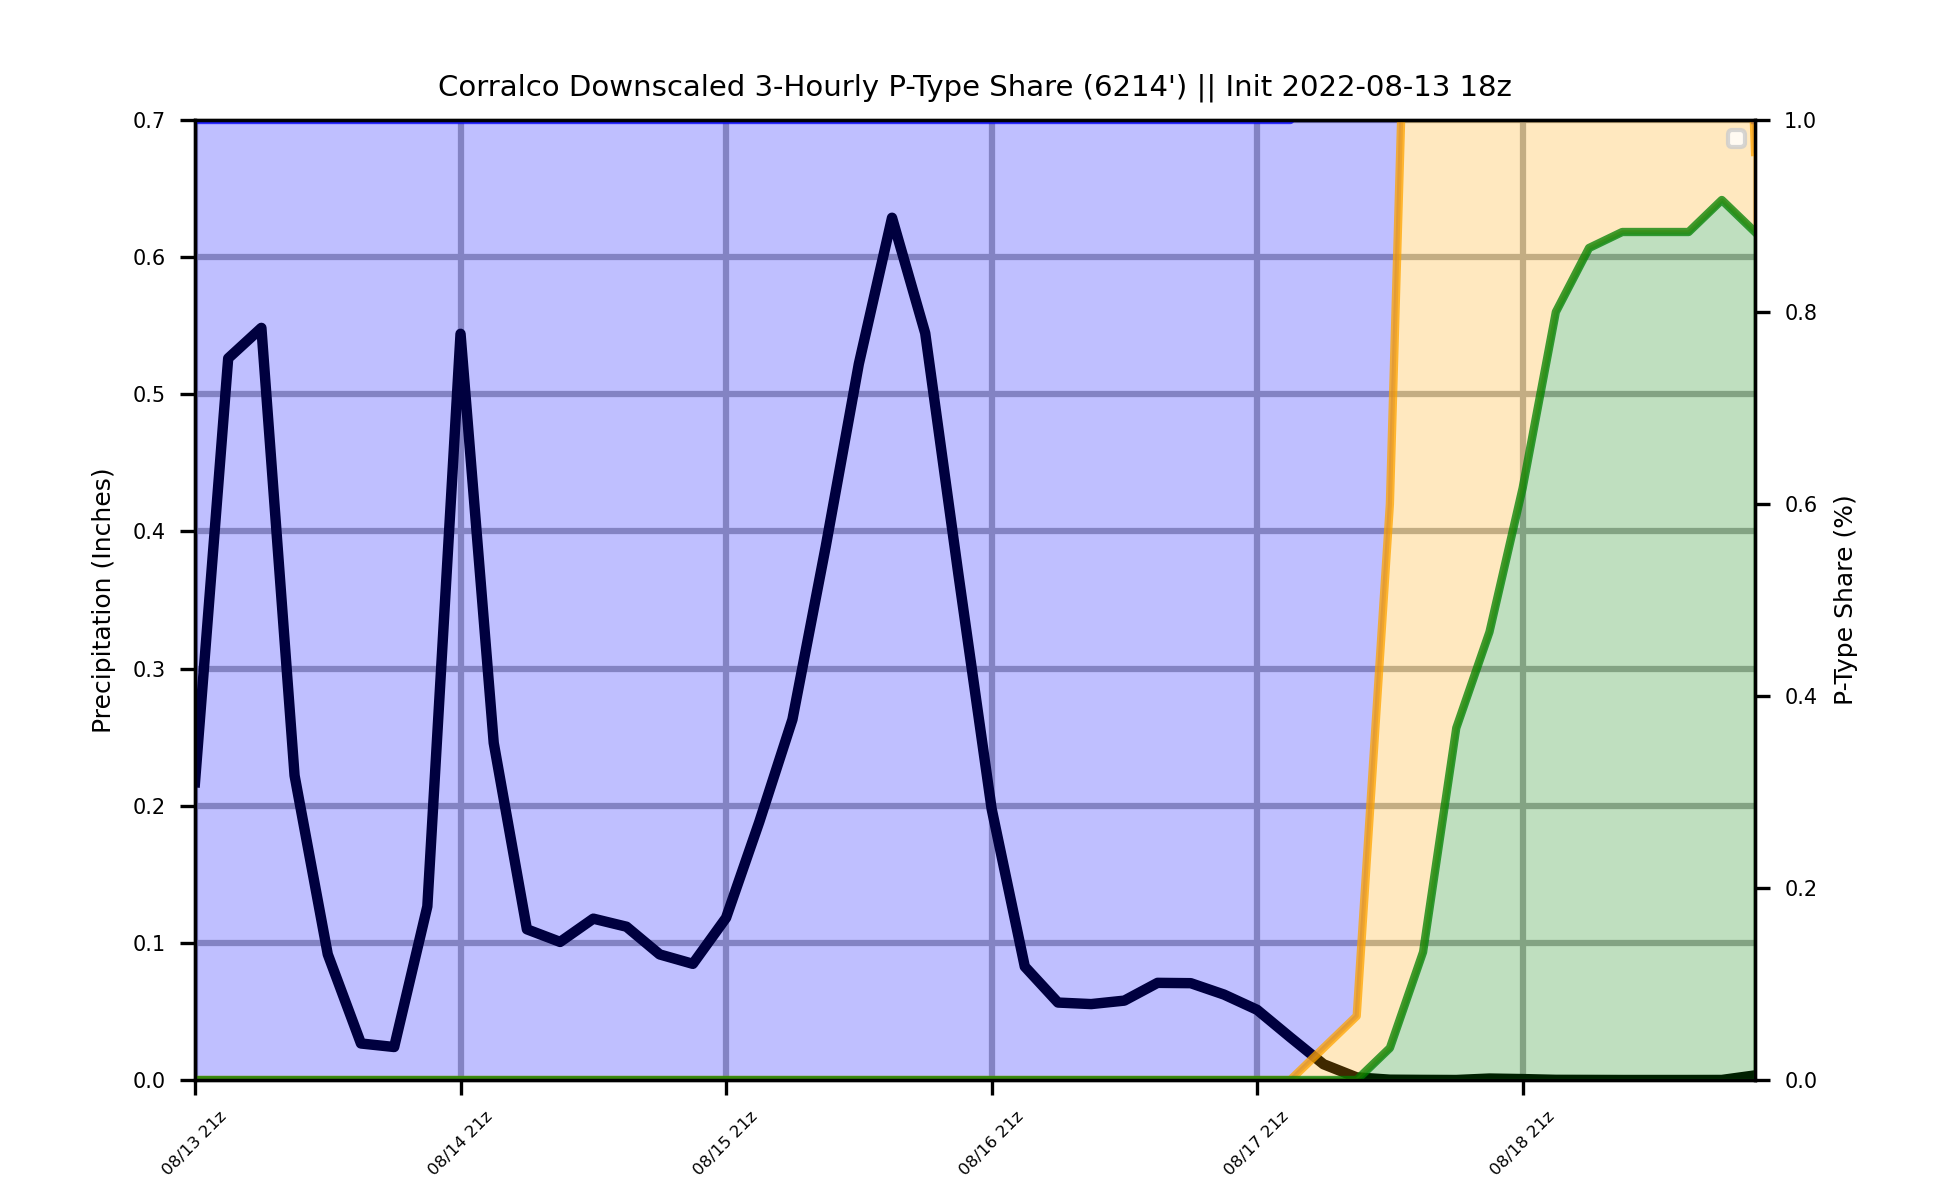 Corralco Downscaled 3-Hourly P-Type Share (6214') || Init 2022-08-13 18z
0.7
0.6
0.5
0.4
0.3
0.2
0.1
0.0
Precipitation (Inches)
1.0
0.8
0.6
0.4
0.2
0.0
P-Type Share (%)
08/13 21z
08/14 21z
08/15 21z
08/16 21z
08/17 21z
08/18 21z